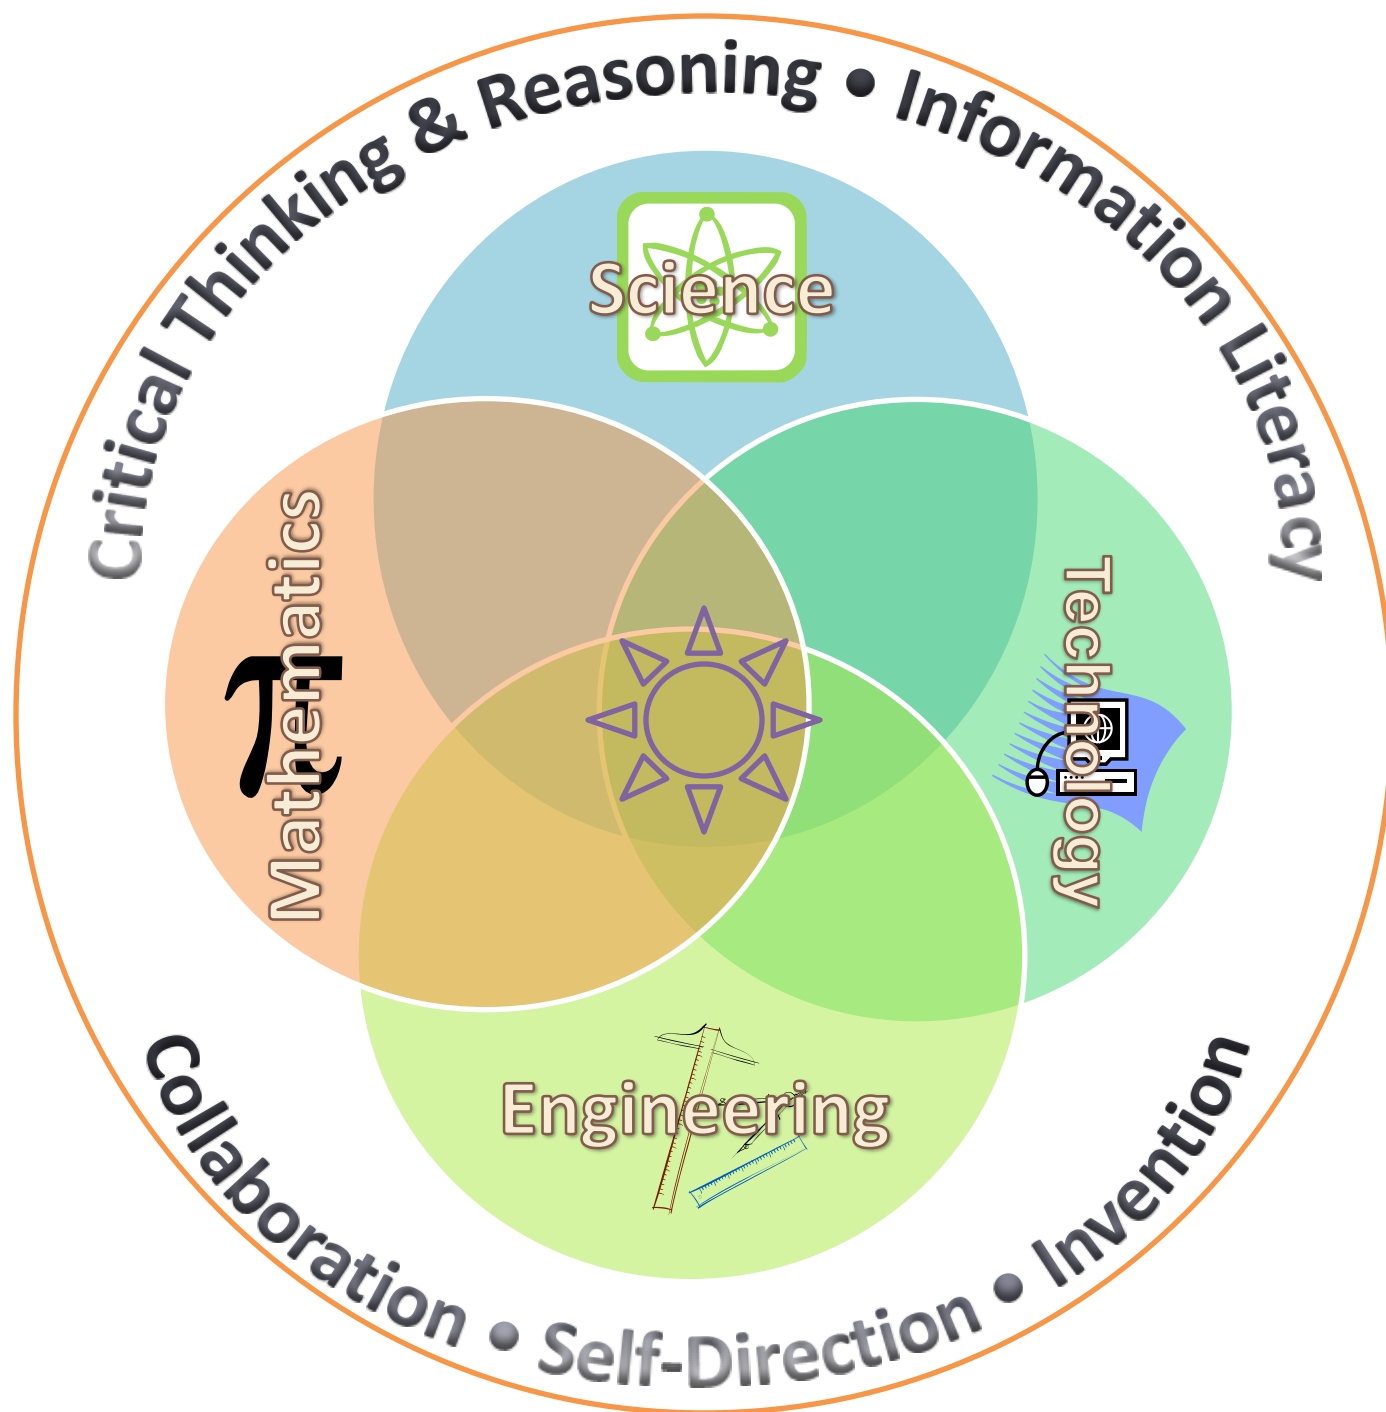 Critical Thinking & Reasoning • Information Literacy
Science
Mathematics
Technology
Engineering
Collaboration • Self-Direction • Invention